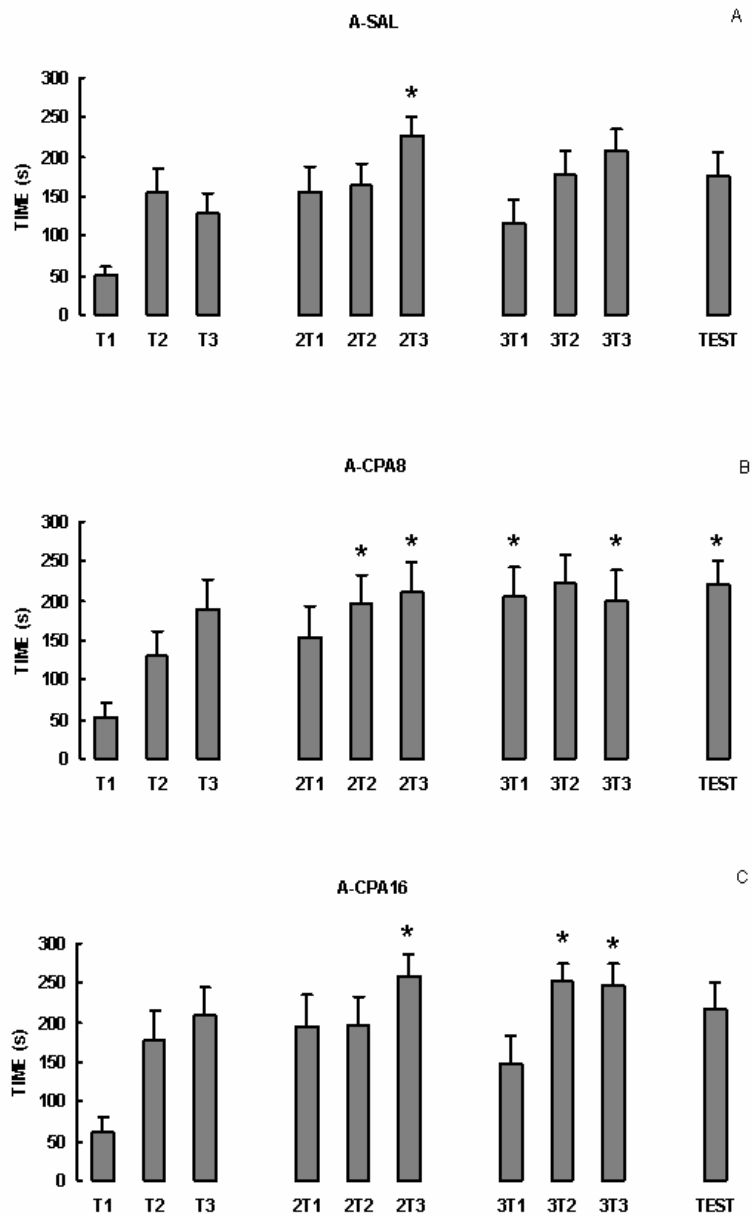 A-SAL A
300
250
200
150
100
50
0
TIME (s)
* 
T1 T2 T3 2T1 2T2 2T3 3T1 3T2 3T3 TEST
A-CPA8 B
300
250
200
150
100
50
0
TIME (s)
* * * * *
T1 T2 T3 2T1 2T2 2T3 3T1 3T2 3T3 TEST
A-CPA16 C
300
250
200
150
100
50
0
TIME (s)
* * *
T1 T2 T3 2T1 2T2 2T3 3T1 3T2 3T3 TEST